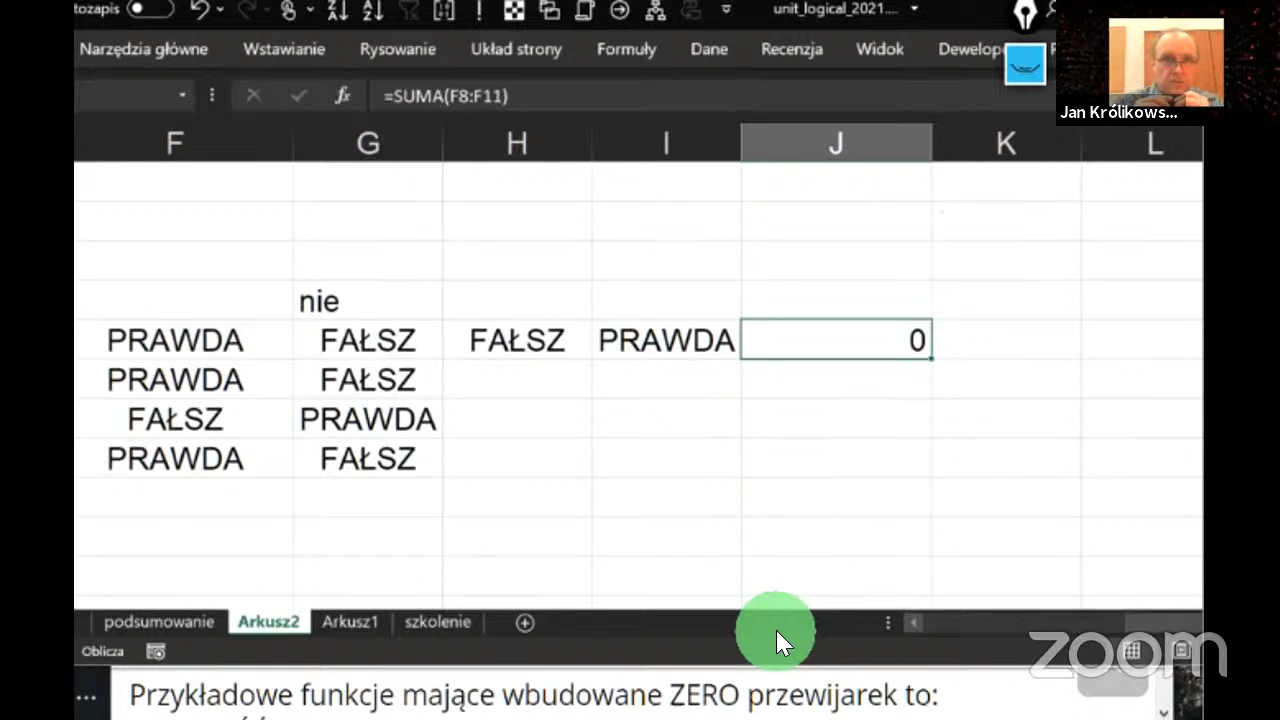 tozapis
unit_logical_2021....
Narzędzia główne Wstawianie Rysowanie Układ strony Formuły Dane Recenzja Widok
Jan Królikows...
fx =SUMA(F8:F11)
F G H I J K L
nie
PRAWDA FAŁSZ FAŁSZ PRAWDA 0
PRAWDA FAŁSZ
FAŁSZ PRAWDA
PRAWDA FAŁSZ
podsumowanie Arkusz2 Arkusz1 szkolenie
Oblicza
zoom
Przykładowe funkcje mające wbudowane ZERO przewijarek to: